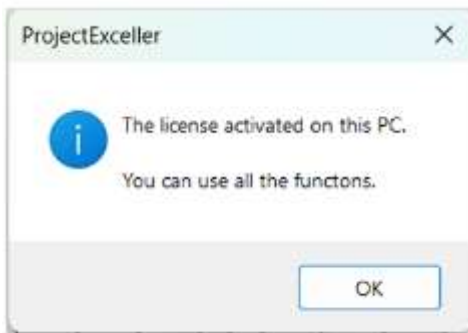 ProjectExceller
The license activated on this PC.
You can use all the functons.
OK